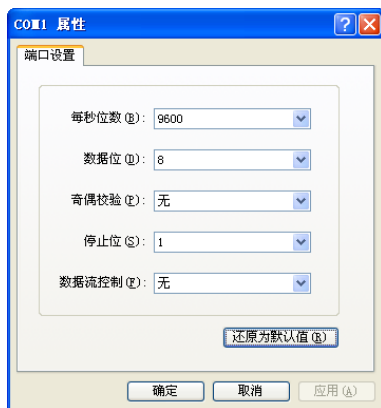 COM1 属性
端口设置
每秒位数(B): 9600
数据位(D): 8
奇偶校验(P): 无
停止位(S): 1
数据流控制(F): 无
还原为默认值(R)
确定 取消 应用(A)